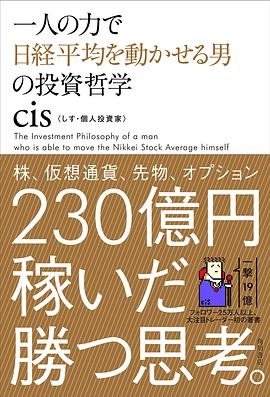 一人の力で
日経平均を動かせる男
の投資哲学
cis〈しす・個人投資家〉
The Investment Philosophy of a man
who is able to move the Nikkei Stock Average himself
株、仮想通貨、先物、オプション
230億円
稼いだ
勝つ思考。
一撃19億
cis
フォロワー25万人以上、
大注目トレーダー初の著書
角川書店